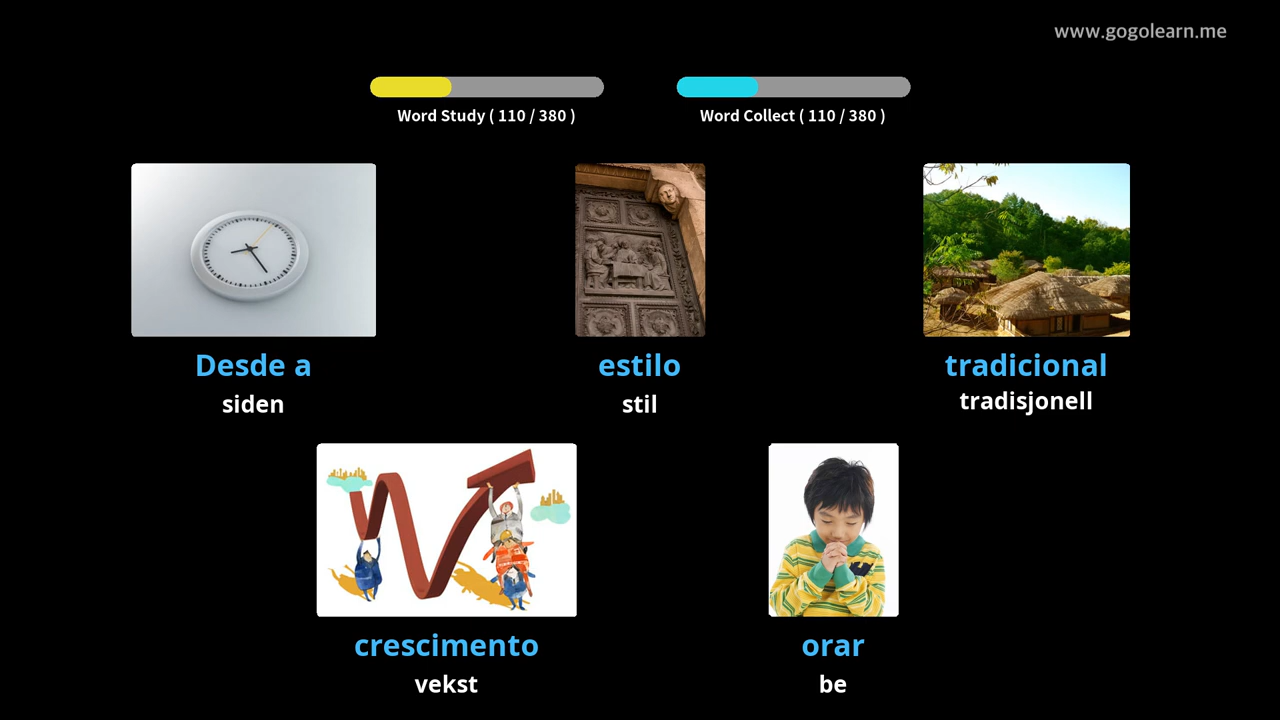 www.gogolearn.me
Word Study ( 110 / 380 )
Word Collect ( 110 / 380 )
Desde a
siden
estilo
stil
tradicional
tradisjonell
crescimento
vekst
orar
be